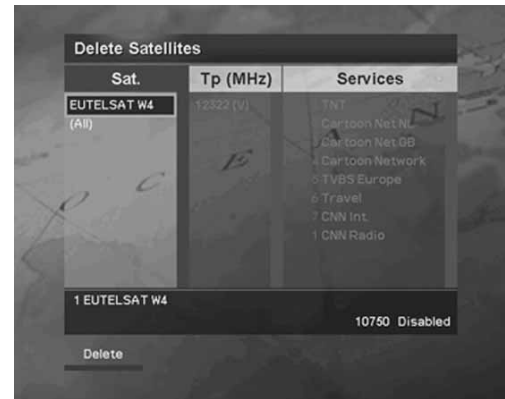 Delete Satellites
Sat. Tp (MHz) Services
EUTELSAT W4 12322 (V) TNT
(All) Cartoon Net NL
Cartoon Net GB
4 Cartoon Network
5 TVBS Europe
6 Travel
7 CNN Int.
1 CNN Radio
1 EUTELSAT W4
10750 Disabled
Delete